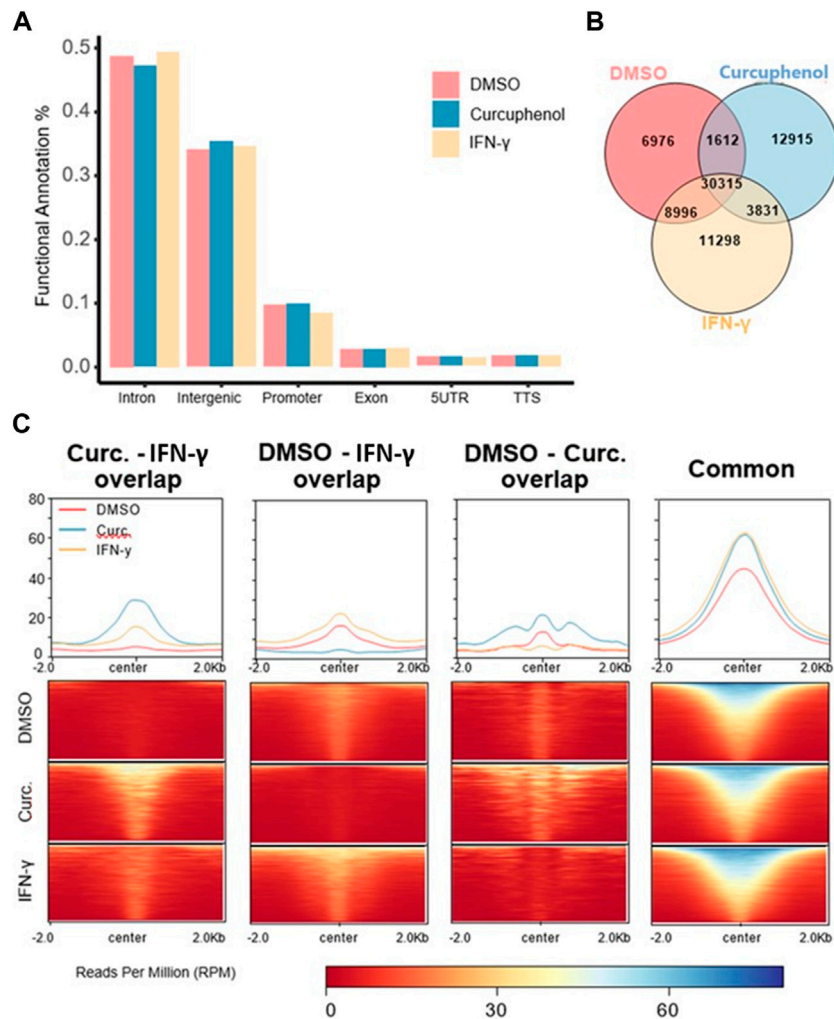 A
Functional Annotation %
0.5
0.4
0.3
0.2
0.1
0.0
Intron Intergenic Promoter Exon 5UTR TTS
DMSO
Curcuphenol
IFN-γ
B
DMSO Curcuphenol
6976 1612 12915
30315
8996 3831
11298
IFN-γ
C
Curc. - IFN-γ overlap
DMSO - IFN-γ overlap
DMSO - Curc. overlap
Common
80
60
40
20
0
DMSO
Curc.
IFN-γ
-2.0 center 2.0Kb
-2.0 center 2.0Kb
-2.0 center 2.0Kb
-2.0 center 2.0Kb
DMSO
Curc.
IFN-γ
-2.0 center 2.0Kb
-2.0 center 2.0Kb
-2.0 center 2.0Kb
-2.0 center 2.0Kb
Reads Per Million (RPM)
0 30 60